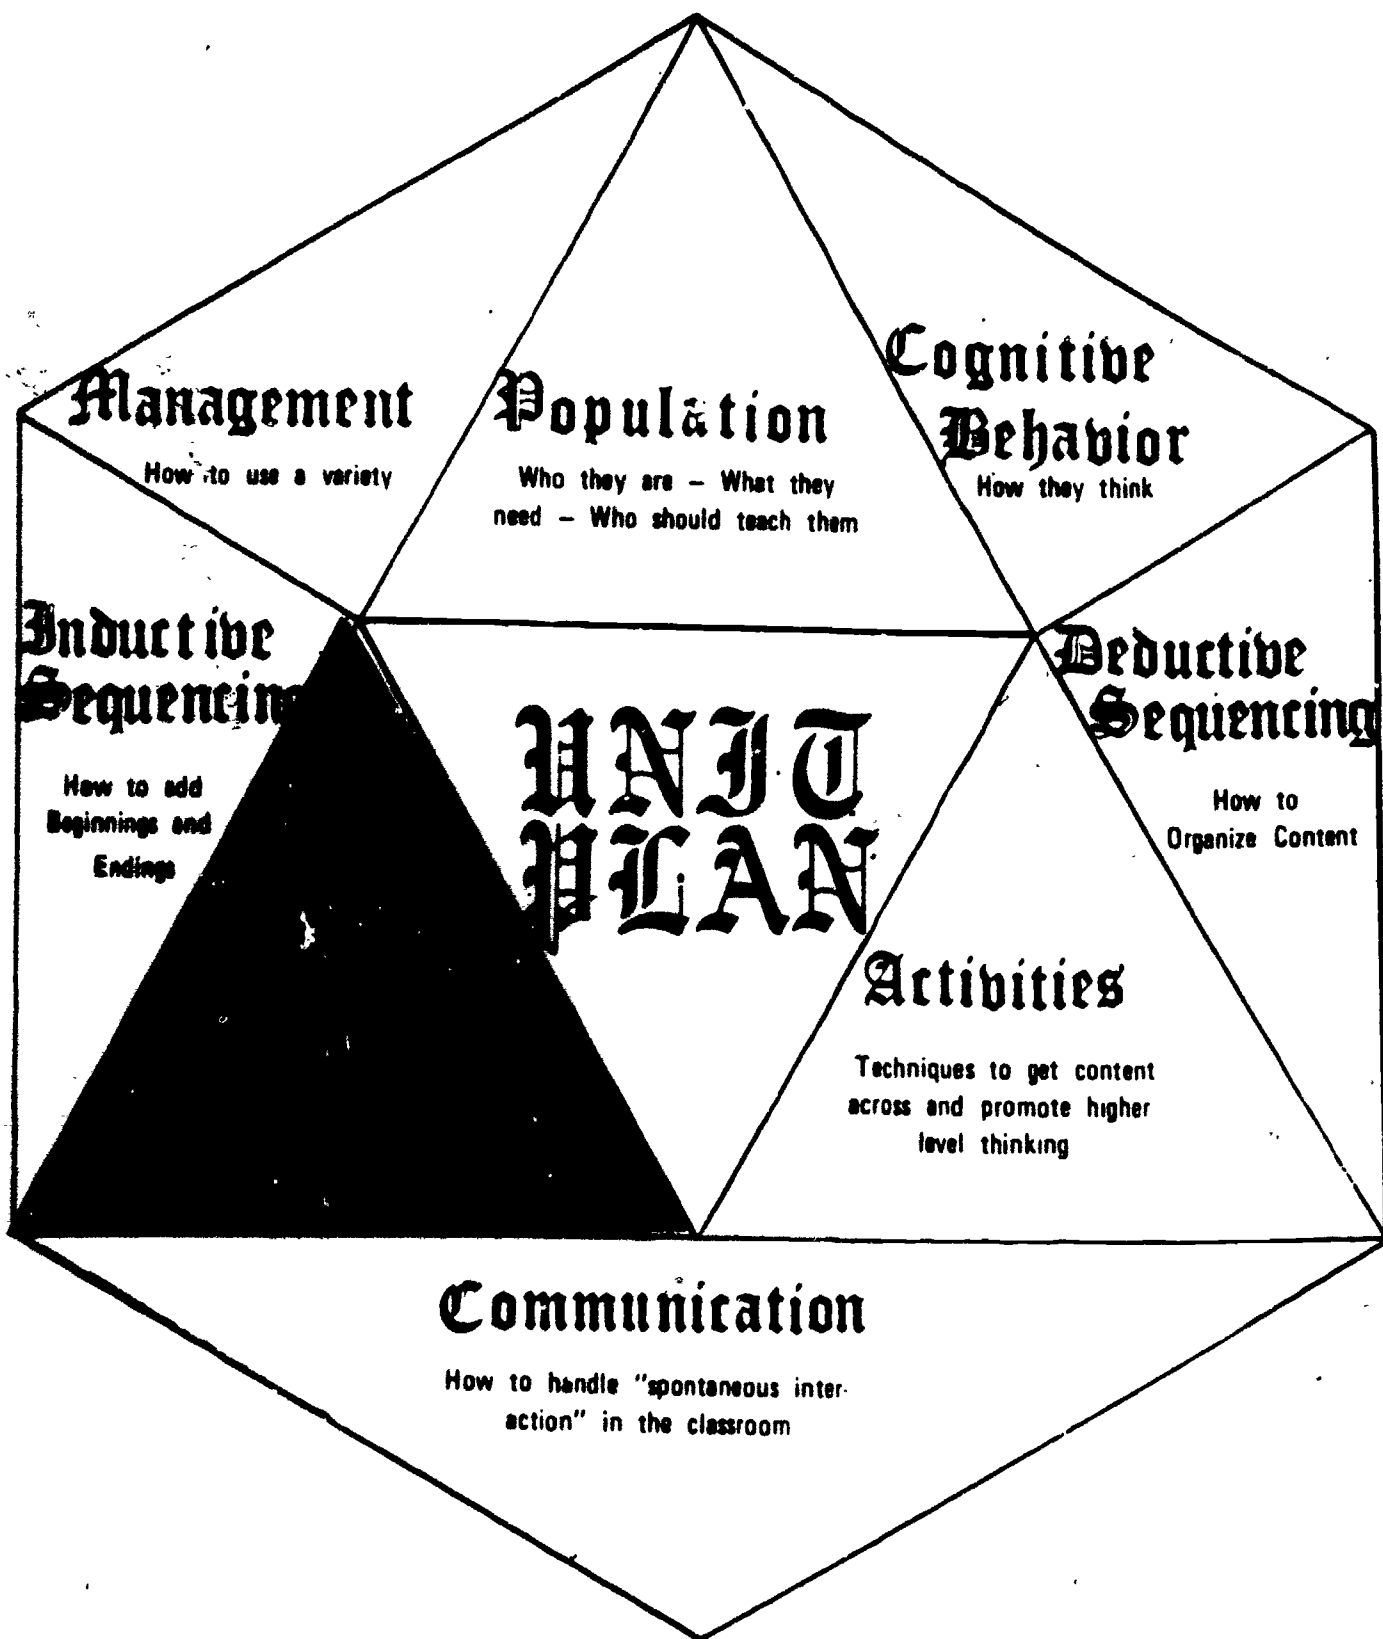 Management
How to use a variety
Population
Who they are – What they
need – Who should teach them
Cognitive
Behavior
How they think
Inductive
Sequencing
How to add
Beginnings and
Endings
UNIT
PLAN
Deductive
Sequencing
How to
Organize Content
Activities
Techniques to get content
across and promote higher
level thinking
Communication
How to handle "spontaneous inter-
action" in the classroom